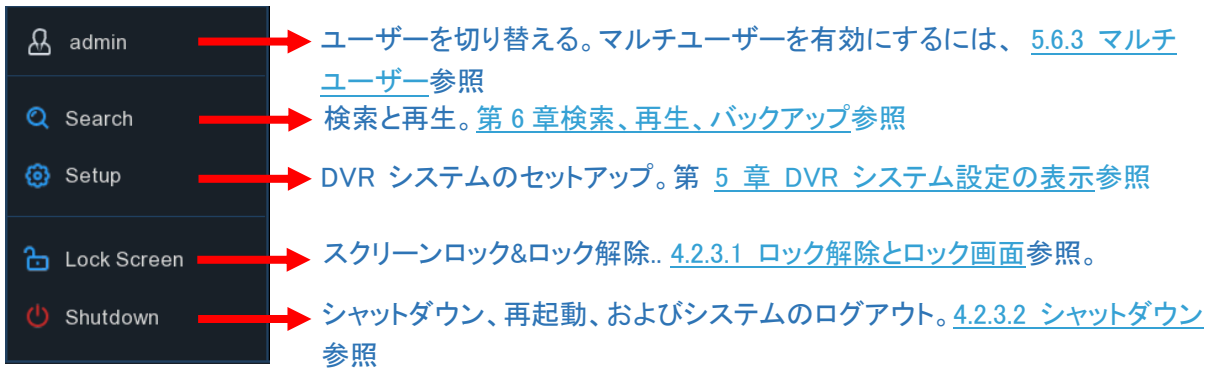 admin
ユーザーを切り替える。マルチユーザーを有効にするには、 5.6.3 マルチ
ユーザー参照
Search
検索と再生。第 6 章検索、再生、バックアップ参照
Setup
DVR システムのセットアップ。第 5 章 DVR システム設定の表示参照
Lock Screen
スクリーンロック&ロック解除.. 4.2.3.1 ロック解除とロック画面参照。
Shutdown
シャットダウン、再起動、およびシステムのログアウト。4.2.3.2 シャットダウン
参照